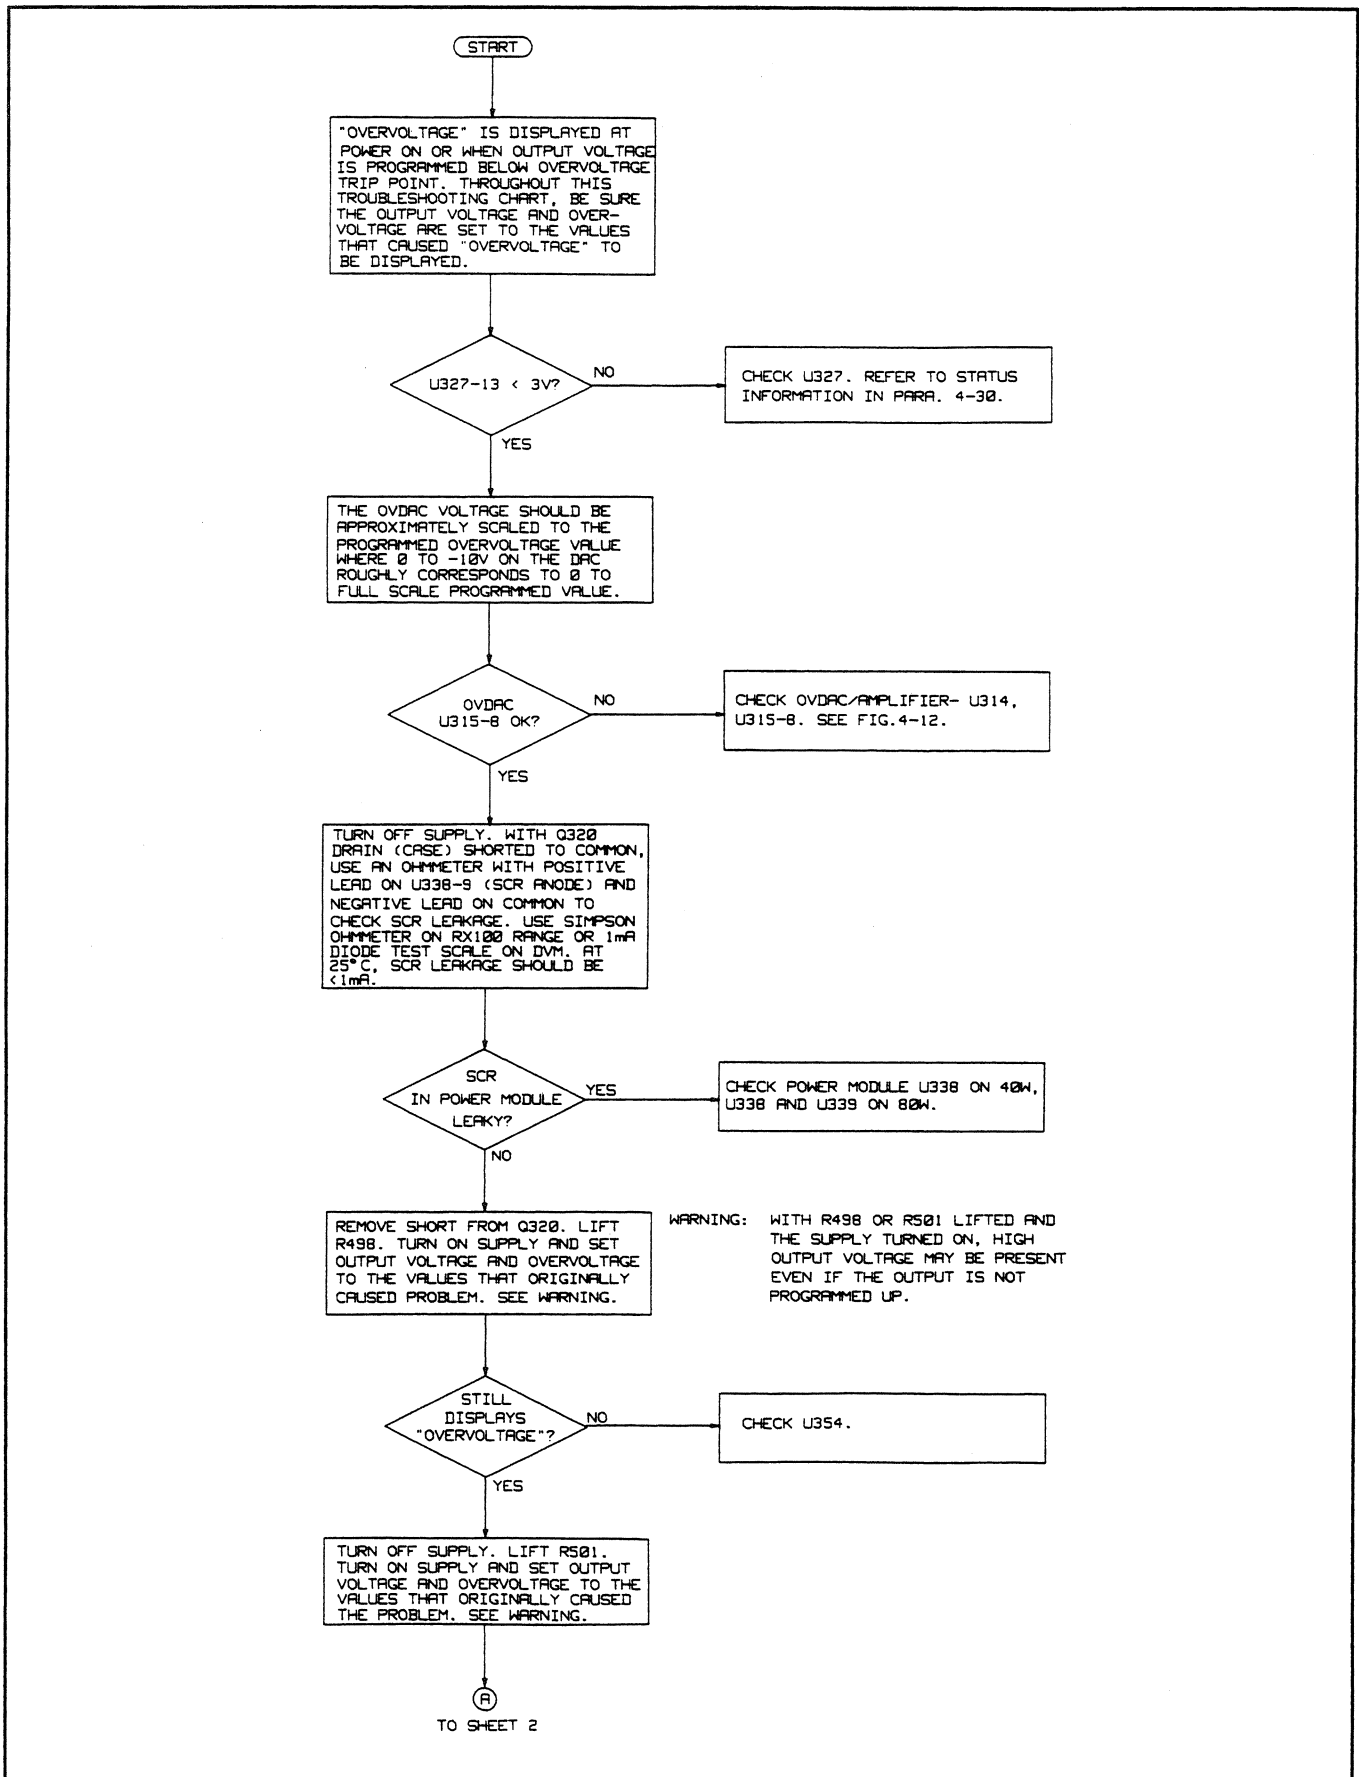 START
"OVERVOLTAGE" IS DISPLAYED AT
POWER ON OR WHEN OUTPUT VOLTAGE
IS PROGRAMMED BELOW OVERVOLTAGE
TRIP POINT. THROUGHOUT THIS
TROUBLESHOOTING CHART, BE SURE
THE OUTPUT VOLTAGE AND OVER-
VOLTAGE ARE SET TO THE VALUES
THAT CAUSED "OVERVOLTAGE" TO
BE DISPLAYED.
U327-13 < 3V?
NO
CHECK U327. REFER TO STATUS
INFORMATION IN PARA. 4-30.
YES
THE OVDAC VOLTAGE SHOULD BE
APPROXIMATELY SCALED TO THE
PROGRAMMED OVERVOLTAGE VALUE
WHERE 0 TO -10V ON THE DAC
ROUGHLY CORRESPONDS TO 0 TO
FULL SCALE PROGRAMMED VALUE.
OVDAC
U315-8 OK?
NO
CHECK OVDAC/AMPLIFIER- U314,
U315-8. SEE FIG.4-12.
YES
TURN OFF SUPPLY. WITH Q320
DRAIN (CASE) SHORTED TO COMMON,
USE AN OHMMETER WITH POSITIVE
LEAD ON U338-9 (SCR ANODE) AND
NEGATIVE LEAD ON COMMON TO
CHECK SCR LEAKAGE. USE SIMPSON
OHMMETER ON RX100 RANGE OR 1mA
DIODE TEST SCALE ON DVM. AT
25°C, SCR LEAKAGE SHOULD BE
<1mA.
SCR
IN POWER MODULE
LEAKY?
YES
CHECK POWER MODULE U338 ON 40W,
U338 AND U339 ON 80W.
NO
REMOVE SHORT FROM Q320. LIFT
R498. TURN ON SUPPLY AND SET
OUTPUT VOLTAGE AND OVERVOLTAGE
TO THE VALUES THAT ORIGINALLY
CAUSED PROBLEM. SEE WARNING.
WARNING: WITH R498 OR R501 LIFTED AND
THE SUPPLY TURNED ON, HIGH
OUTPUT VOLTAGE MAY BE PRESENT
EVEN IF THE OUTPUT IS NOT
PROGRAMMED UP.
STILL
DISPLAYS
"OVERVOLTAGE"?
NO
CHECK U354.
YES
TURN OFF SUPPLY. LIFT R501.
TURN ON SUPPLY AND SET OUTPUT
VOLTAGE AND OVERVOLTAGE TO THE
VALUES THAT ORIGINALLY CAUSED
THE PROBLEM. SEE WARNING.
A
TO SHEET 2